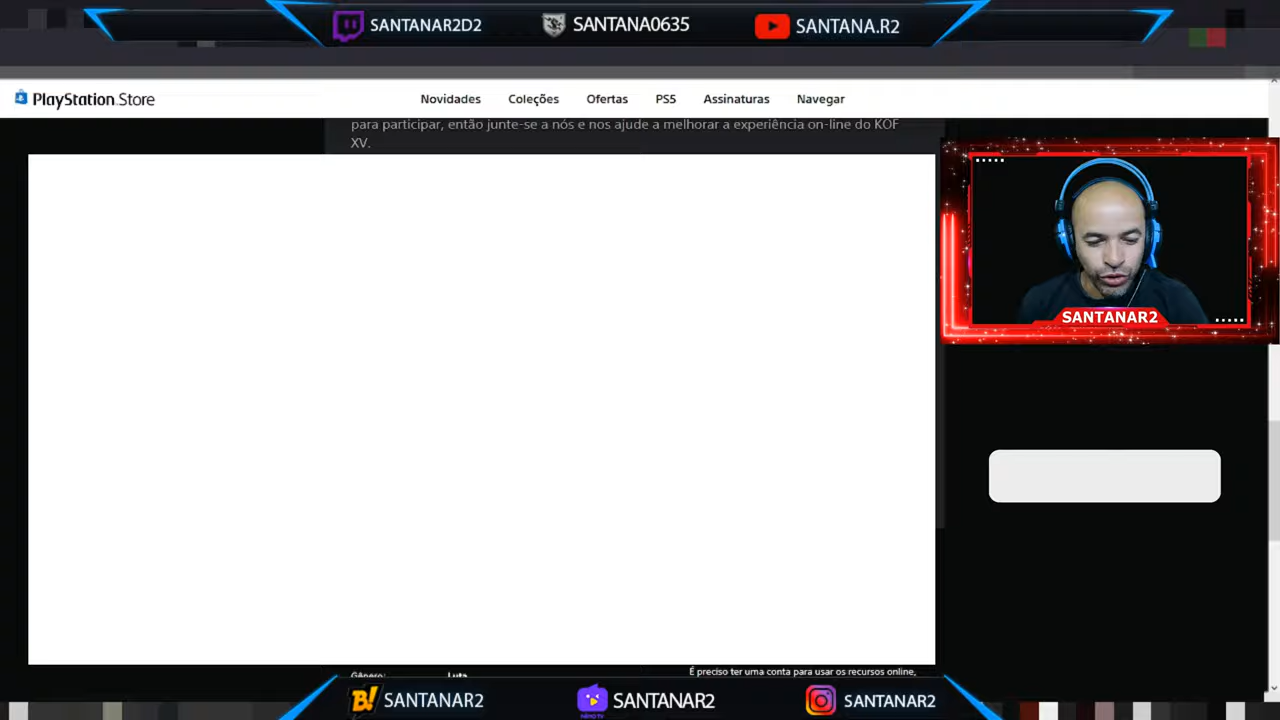 SANTANAR2D2
SANTANA0635
SANTANA.R2
PlayStation Store
Novidades
Coleções
Ofertas
PS5
Assinaturas
Navegar
para participar, então junte-se a nós e nos ajude a melhorar a experiência on-line do KOF
XV.
SANTANAR2
Gênero:
Luta
É preciso ter uma conta para usar os recursos online,
B! SANTANAR2
SANTANAR2
SANTANAR2